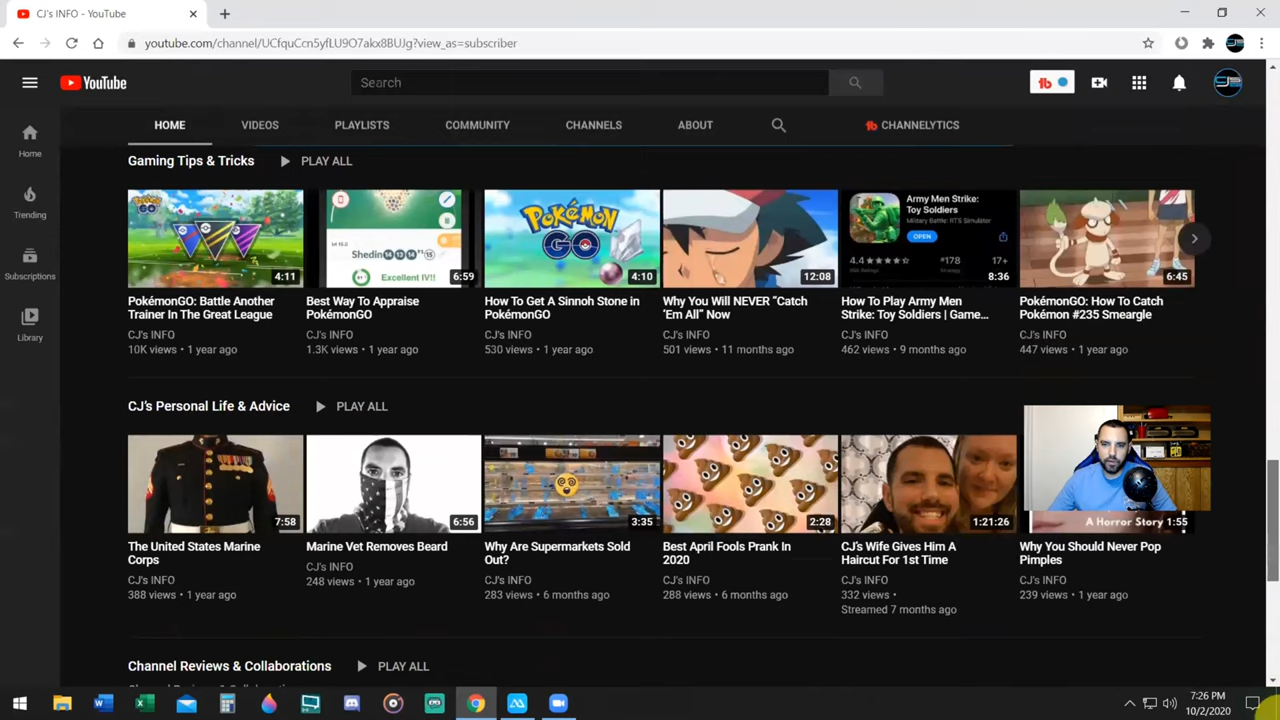 CJ's INFO - YouTube
youtube.com/channel/UCfquCcn5yfLU9O7akx8BUJg?view_as=subscriber
YouTube
Search
HOME VIDEOS PLAYLISTS COMMUNITY CHANNELS ABOUT CHANNELYTICS
Home
Trending
Subscriptions
Library
Gaming Tips & Tricks PLAY ALL
4:11
Excellent IV!!
6:59
POKÉMON
GO
4:10
12:08
Army Men Strike:
Toy Soldiers
Military Battle: RTS Simulator
OPEN
4.4 #178 17+
8:36
6:45
PokémonGO: Battle Another
Trainer In The Great League
CJ's INFO
10K views • 1 year ago
Best Way To Appraise
PokémonGO
CJ's INFO
1.3K views • 1 year ago
How To Get A Sinnoh Stone in
PokémonGO
CJ's INFO
530 views • 1 year ago
Why You Will NEVER “Catch
‘Em All” Now
CJ's INFO
501 views • 11 months ago
How To Play Army Men
Strike: Toy Soldiers | Game...
CJ's INFO
462 views • 9 months ago
PokémonGO: How To Catch
Pokémon #235 Smeargle
CJ's INFO
447 views • 1 year ago
CJ's Personal Life & Advice PLAY ALL
7:58
6:56
3:35
2:28
1:21:26
A Horror Story 1:55
The United States Marine
Corps
CJ's INFO
388 views • 1 year ago
Marine Vet Removes Beard
CJ's INFO
248 views • 1 year ago
Why Are Supermarkets Sold
Out?
CJ's INFO
283 views • 6 months ago
Best April Fools Prank In
2020
CJ's INFO
288 views • 6 months ago
CJ's Wife Gives Him A
Haircut For 1st Time
CJ's INFO
332 views •
Streamed 7 months ago
Why You Should Never Pop
Pimples
CJ's INFO
239 views • 1 year ago
Channel Reviews & Collaborations PLAY ALL
7:26 PM
10/2/2020